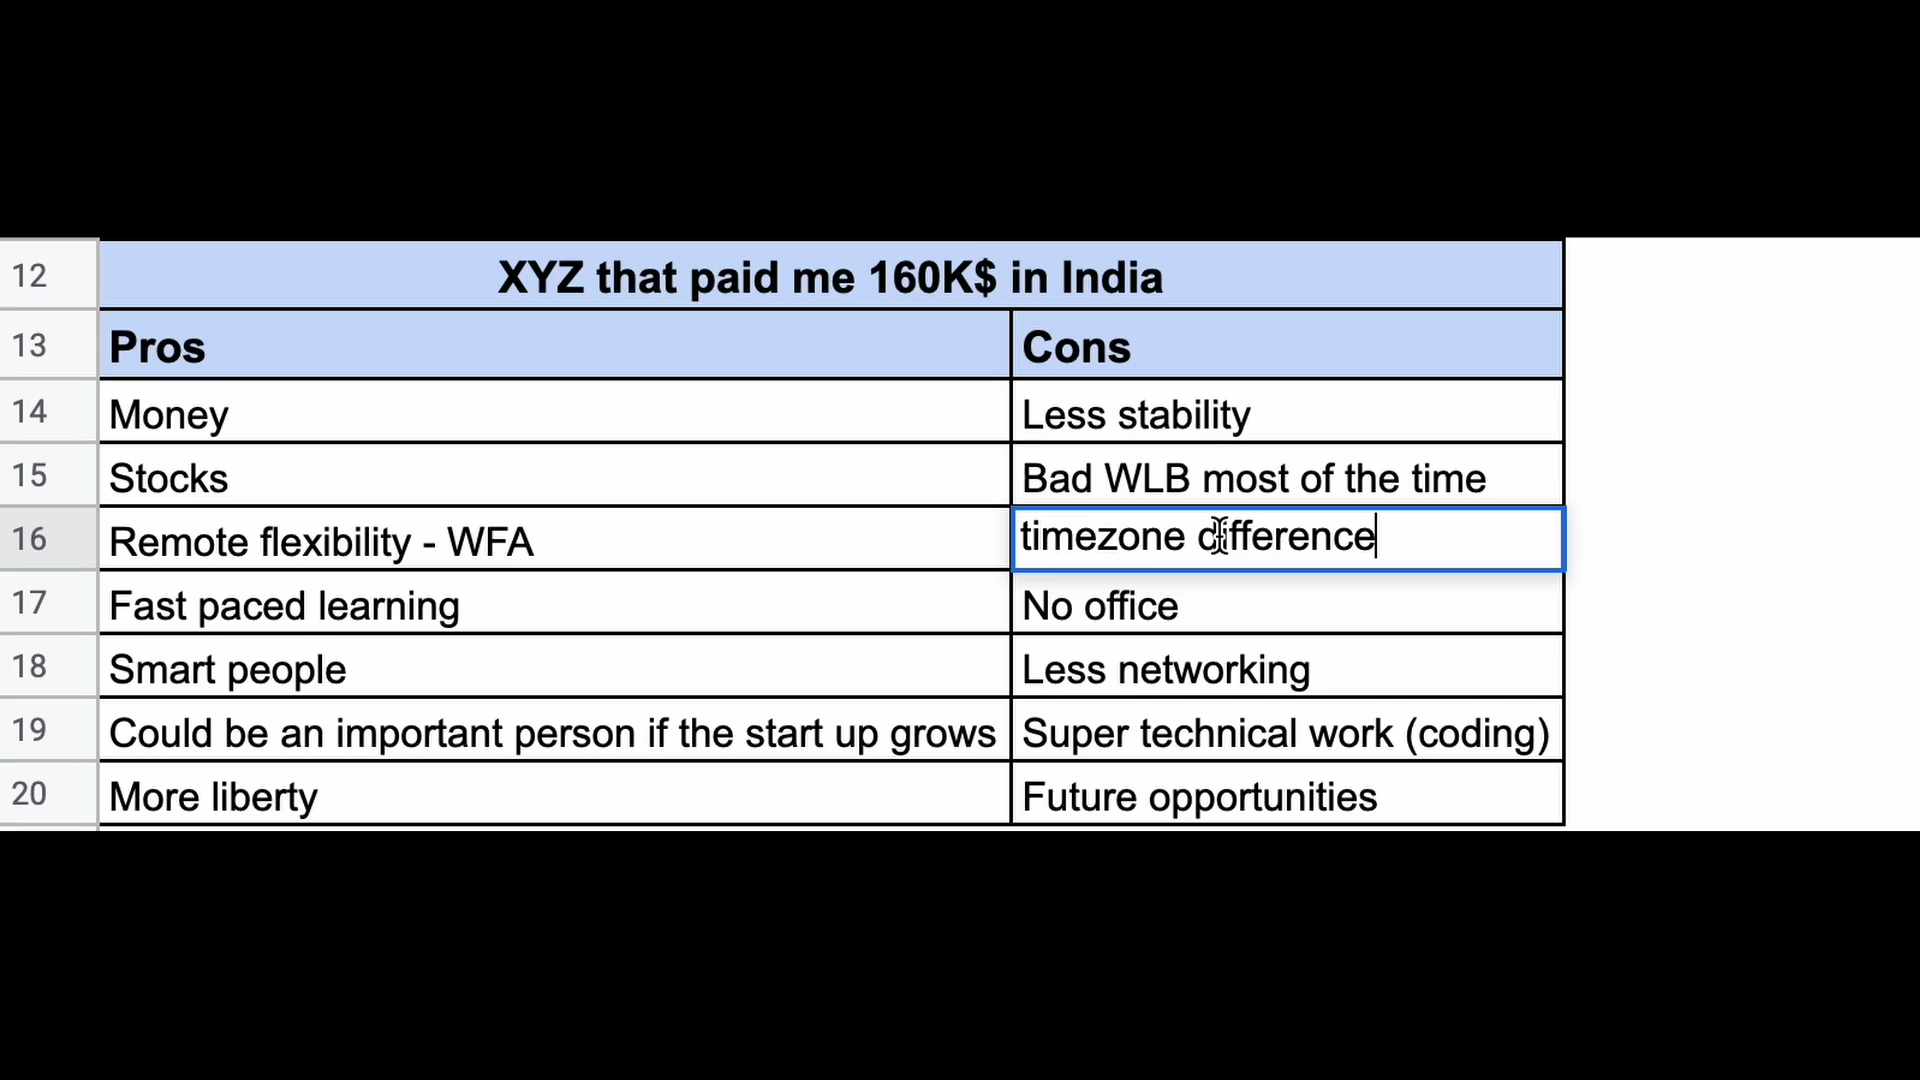 12 XYZ that paid me 160K$ in India
13 Pros Cons
14 Money Less stability
15 Stocks Bad WLB most of the time
16 Remote flexibility - WFA timezone difference
17 Fast paced learning No office
18 Smart people Less networking
19 Could be an important person if the start up grows Super technical work (coding)
20 More liberty Future opportunities